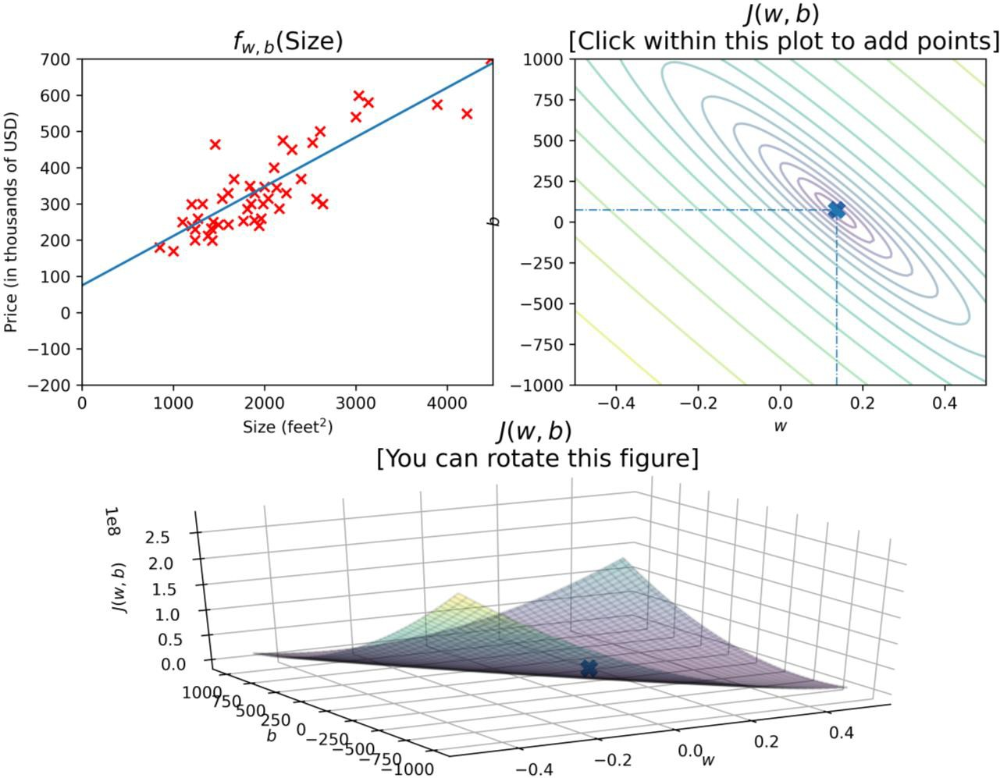 f_{w,b}(Size)
700
600
500
400
300
200
100
0
−100
−200
Price (in thousands of USD)
0 1000 2000 3000 4000
Size (feet²)
J(w, b)
[Click within this plot to add points]
1000
750
500
250
0
−250
−500
−750
−1000
b
−0.4 −0.2 0.0 0.2 0.4
w
J(w, b)
[You can rotate this figure]
1e8
J(w, b)
2.5
2.0
1.5
1.0
0.5
0.0
1000
750
500
250
0
−250
−500
−750
−1000
b
−0.4 −0.2 0.0 0.2 0.4
w